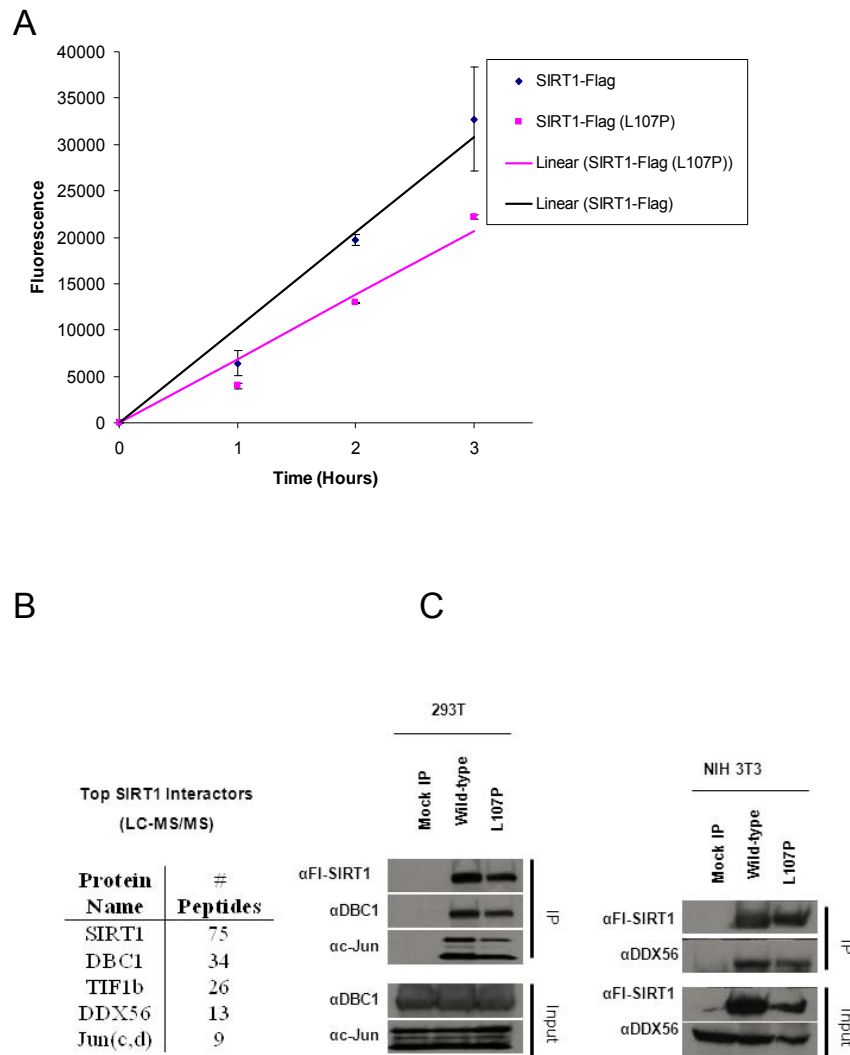 A
40000
35000
30000
25000
20000
15000
10000
5000
0
Fluorescence
0 1 2 3
Time (Hours)
SIRT1-Flag
SIRT1-Flag (L107P)
Linear (SIRT1-Flag (L107P))
Linear (SIRT1-Flag)
B
Top SIRT1 Interactors
(LC-MS/MS)
Protein Name # Peptides
SIRT1 75
DBC1 34
TIF1b 26
DDX56 13
Jun(c,d) 9
C
293T
Mock IP Wild-type L107P
αFl-SIRT1
αDBC1
αc-Jun
IP
αDBC1
αc-Jun
Input
NIH 3T3
Mock IP Wild-type L107P
αFl-SIRT1
αDDX56
IP
αFl-SIRT1
αDDX56
Input